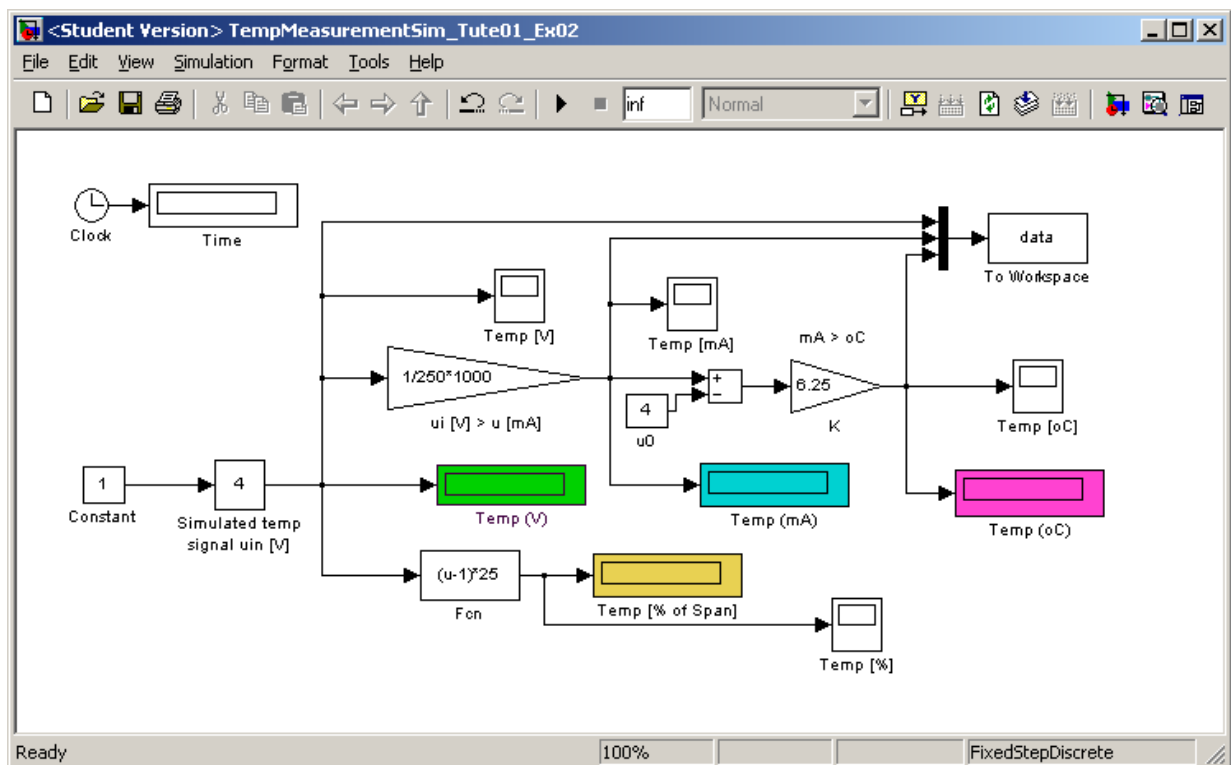 <Student Version> TempMeasurementSim_Tute01_Ex02
File Edit View Simulation Format Tools Help
inf Normal
Clock
Time
data
To Workspace
Temp [V]
Temp [mA]
mA > oC
1/250*1000
ui [V] > u [mA]
+
−
4
u0
6.25
K
Temp [oC]
1
Constant
4
Simulated temp
signal uin [V]
Temp (V)
Temp (mA)
Temp (oC)
(u-1)*25
Fcn
Temp [% of Span]
Temp [%]
Ready 100% FixedStepDiscrete